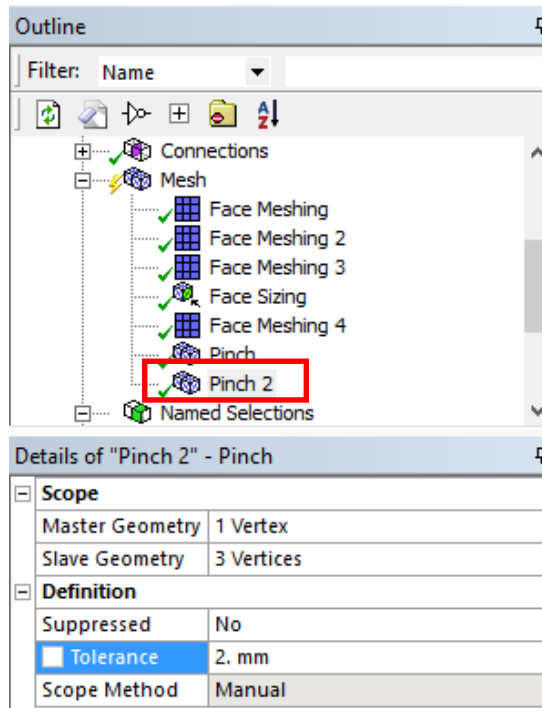 Outline
Filter: Name
Connections
Mesh
Face Meshing
Face Meshing 2
Face Meshing 3
Face Sizing
Face Meshing 4
Pinch
Pinch 2
Named Selections
Details of "Pinch 2" - Pinch
Scope
Master Geometry 1 Vertex
Slave Geometry 3 Vertices
Definition
Suppressed No
Tolerance 2. mm
Scope Method Manual